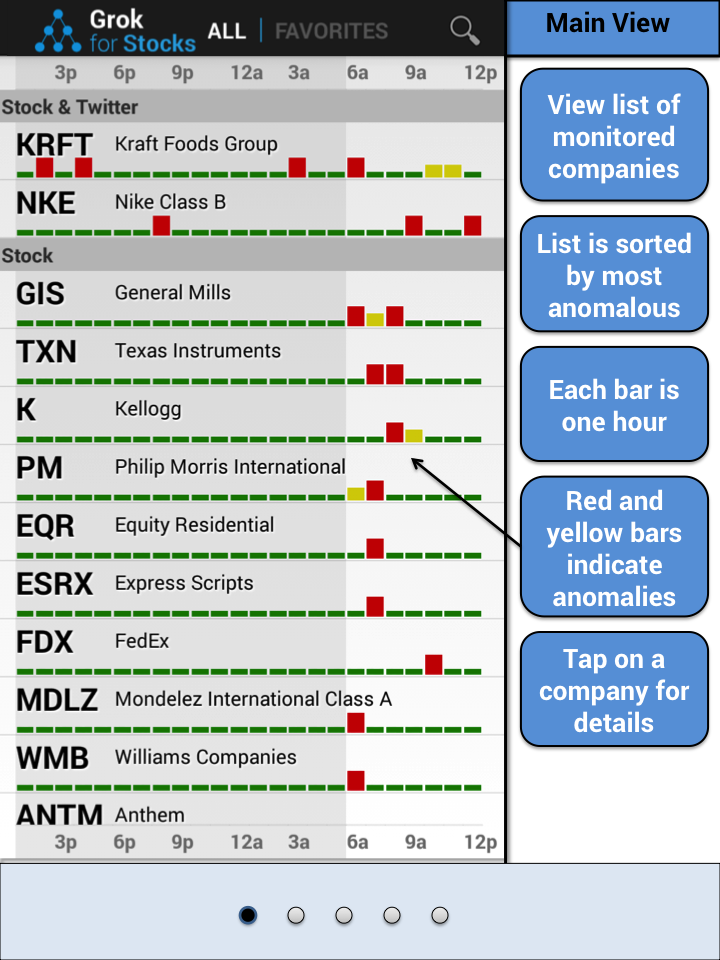 Grok
for Stocks
ALL | FAVORITES
Main View
3p 6p 9p 12a 3a 6a 9a 12p
Stock & Twitter
KRFT Kraft Foods Group
NKE Nike Class B
Stock
GIS General Mills
TXN Texas Instruments
K Kellogg
PM Philip Morris International
EQR Equity Residential
ESRX Express Scripts
FDX FedEx
MDLZ Mondelez International Class A
WMB Williams Companies
ANTM Anthem
3p 6p 9p 12a 3a 6a 9a 12p
View list of
monitored
companies
List is sorted
by most
anomalous
Each bar is
one hour
Red and
yellow bars
indicate
anomalies
Tap on a
company for
details